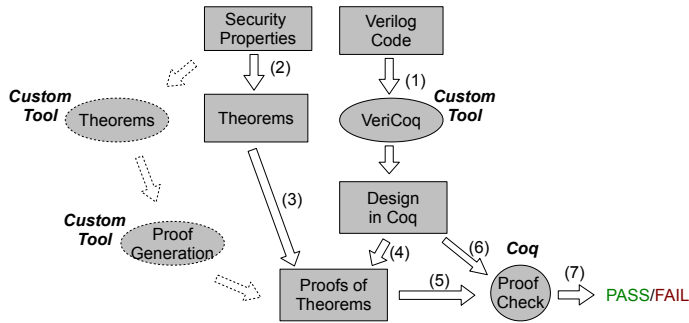 Security
Properties
Verilog
Code
(2)
(1)
Custom
Tool
Theorems
Theorems
VeriCoq
Custom
Tool
(3)
Design
in Coq
Custom
Tool
Proof
Generation
(4)
(6)
Coq
Proofs of
Theorems
(5)
Proof
Check
(7)
PASS/FAIL